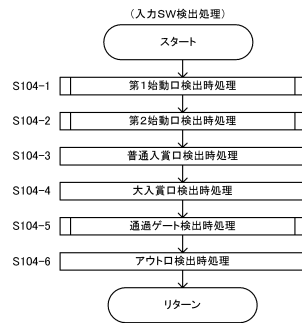 (入力SW検出処理)
スタート
S104-1 第1始動口検出時処理
S104-2 第2始動口検出時処理
S104-3 普通入賞口検出時処理
S104-4 大入賞口検出時処理
S104-5 通過ゲート検出時処理
S104-6 アウトロ検出時処理
リターン